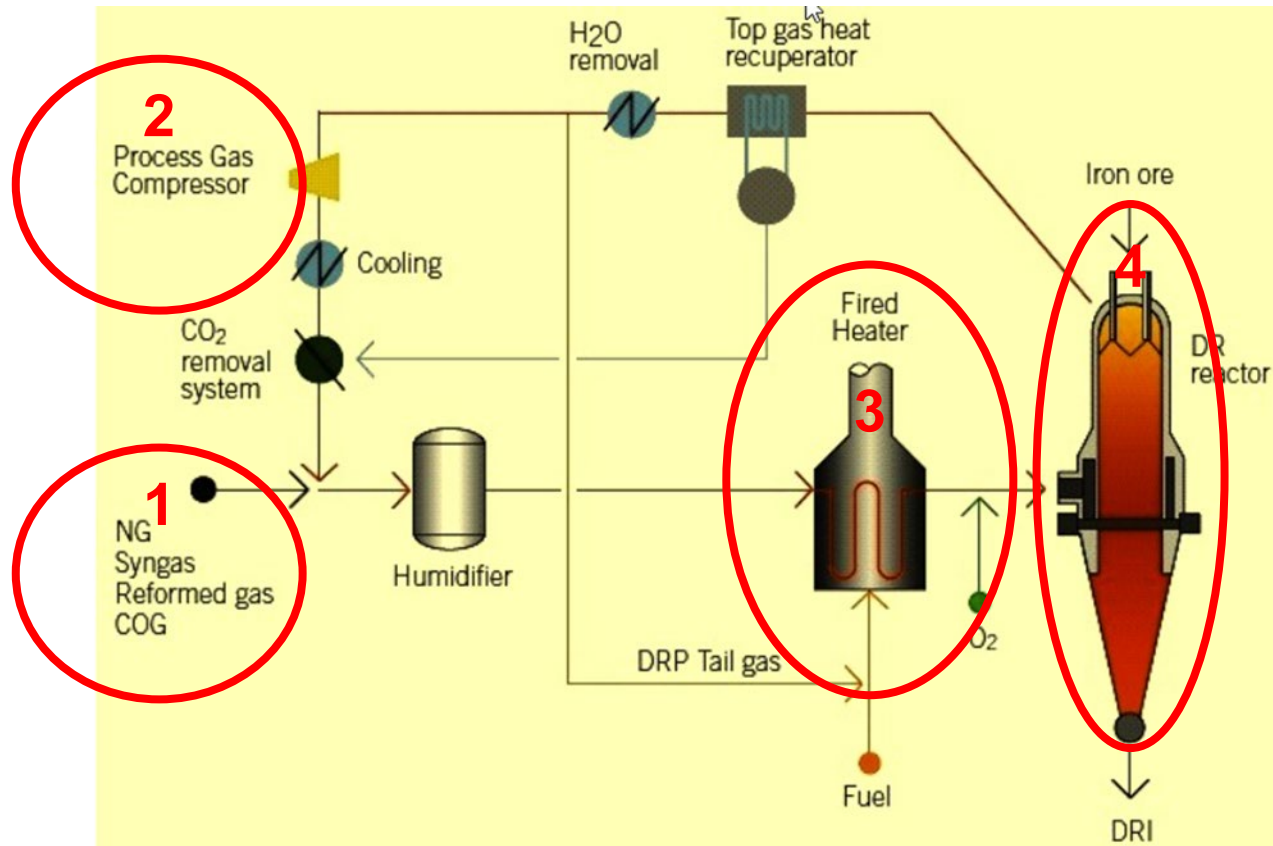 H2O
removal
Top gas heat
recuperator
2
Process Gas
Compressor
Iron ore
4
Cooling
Fired
Heater
3
CO2
removal
system
DR
reactor
1
NG
Syngas
Reformed gas
COG
Humidifier
O2
DRP Tail gas
Fuel
DRI